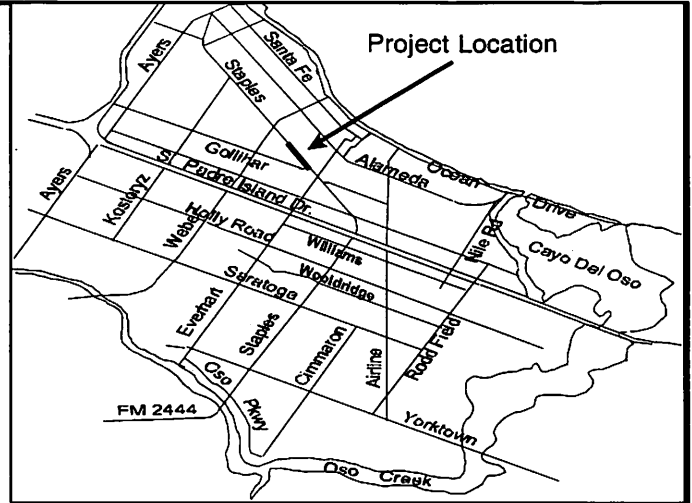 Project Location
Santa Fe
Ayers
Staples
Gollihar
S. Padre Island Dr.
Alameda
Ocean
Drive
Ayers
Kostoryz
Weber
Holly Road
Williams
Nile Rd
Cayo Del Oso
Saratoga
Wooldridge
Everhart
Staples
Cimmaron
Airline
Rodd Field
Oso
Pkwy
FM 2444
Yorktown
Oso Creek